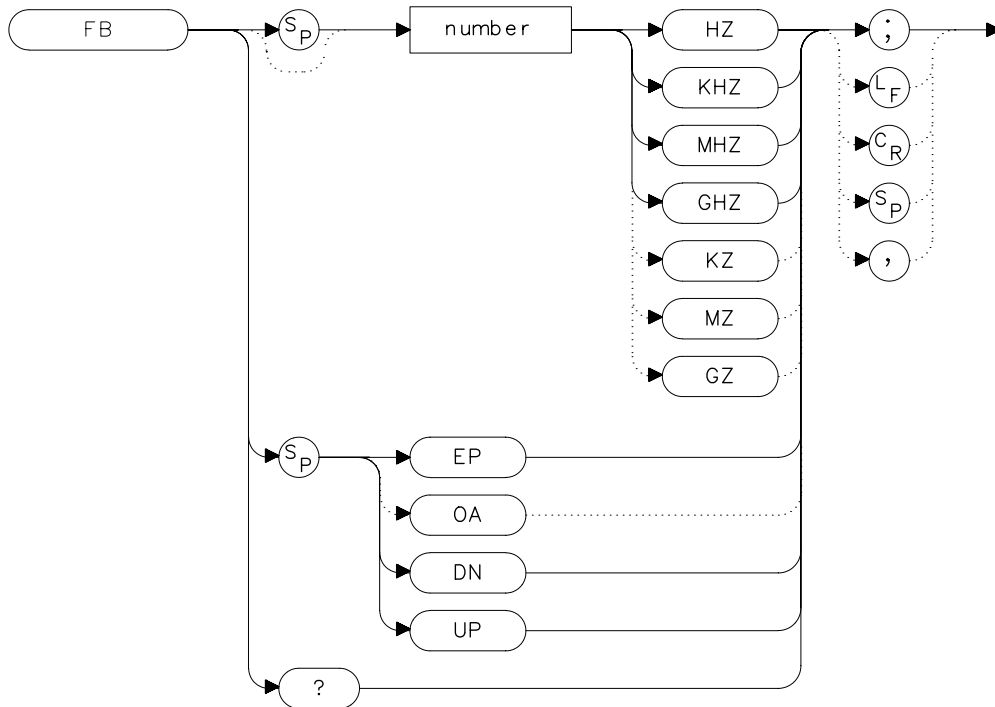 FB SP number HZ ;
KHZ LF
MHZ CR
GHZ SP
KZ ,
MZ
GZ
SP EP
OA
DN
UP
?